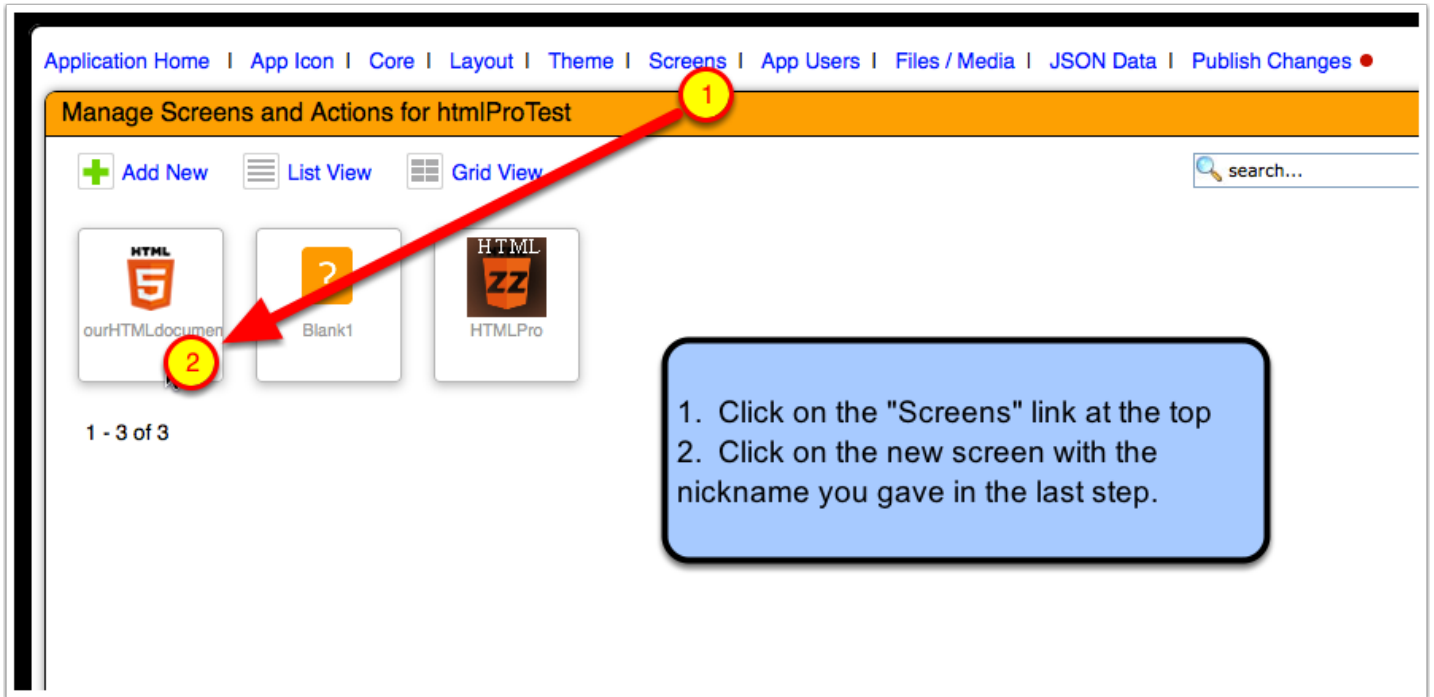 Application Home | App Icon | Core | Layout | Theme | Screens | App Users | Files / Media | JSON Data | Publish Changes
1
Manage Screens and Actions for htmlProTest
Add New List View Grid View search...
HTML 5 ? HTML ZZ
ourHTMLdocumen Blank1 HTMLPro
2
1 - 3 of 3
1. Click on the "Screens" link at the top
2. Click on the new screen with the
nickname you gave in the last step.